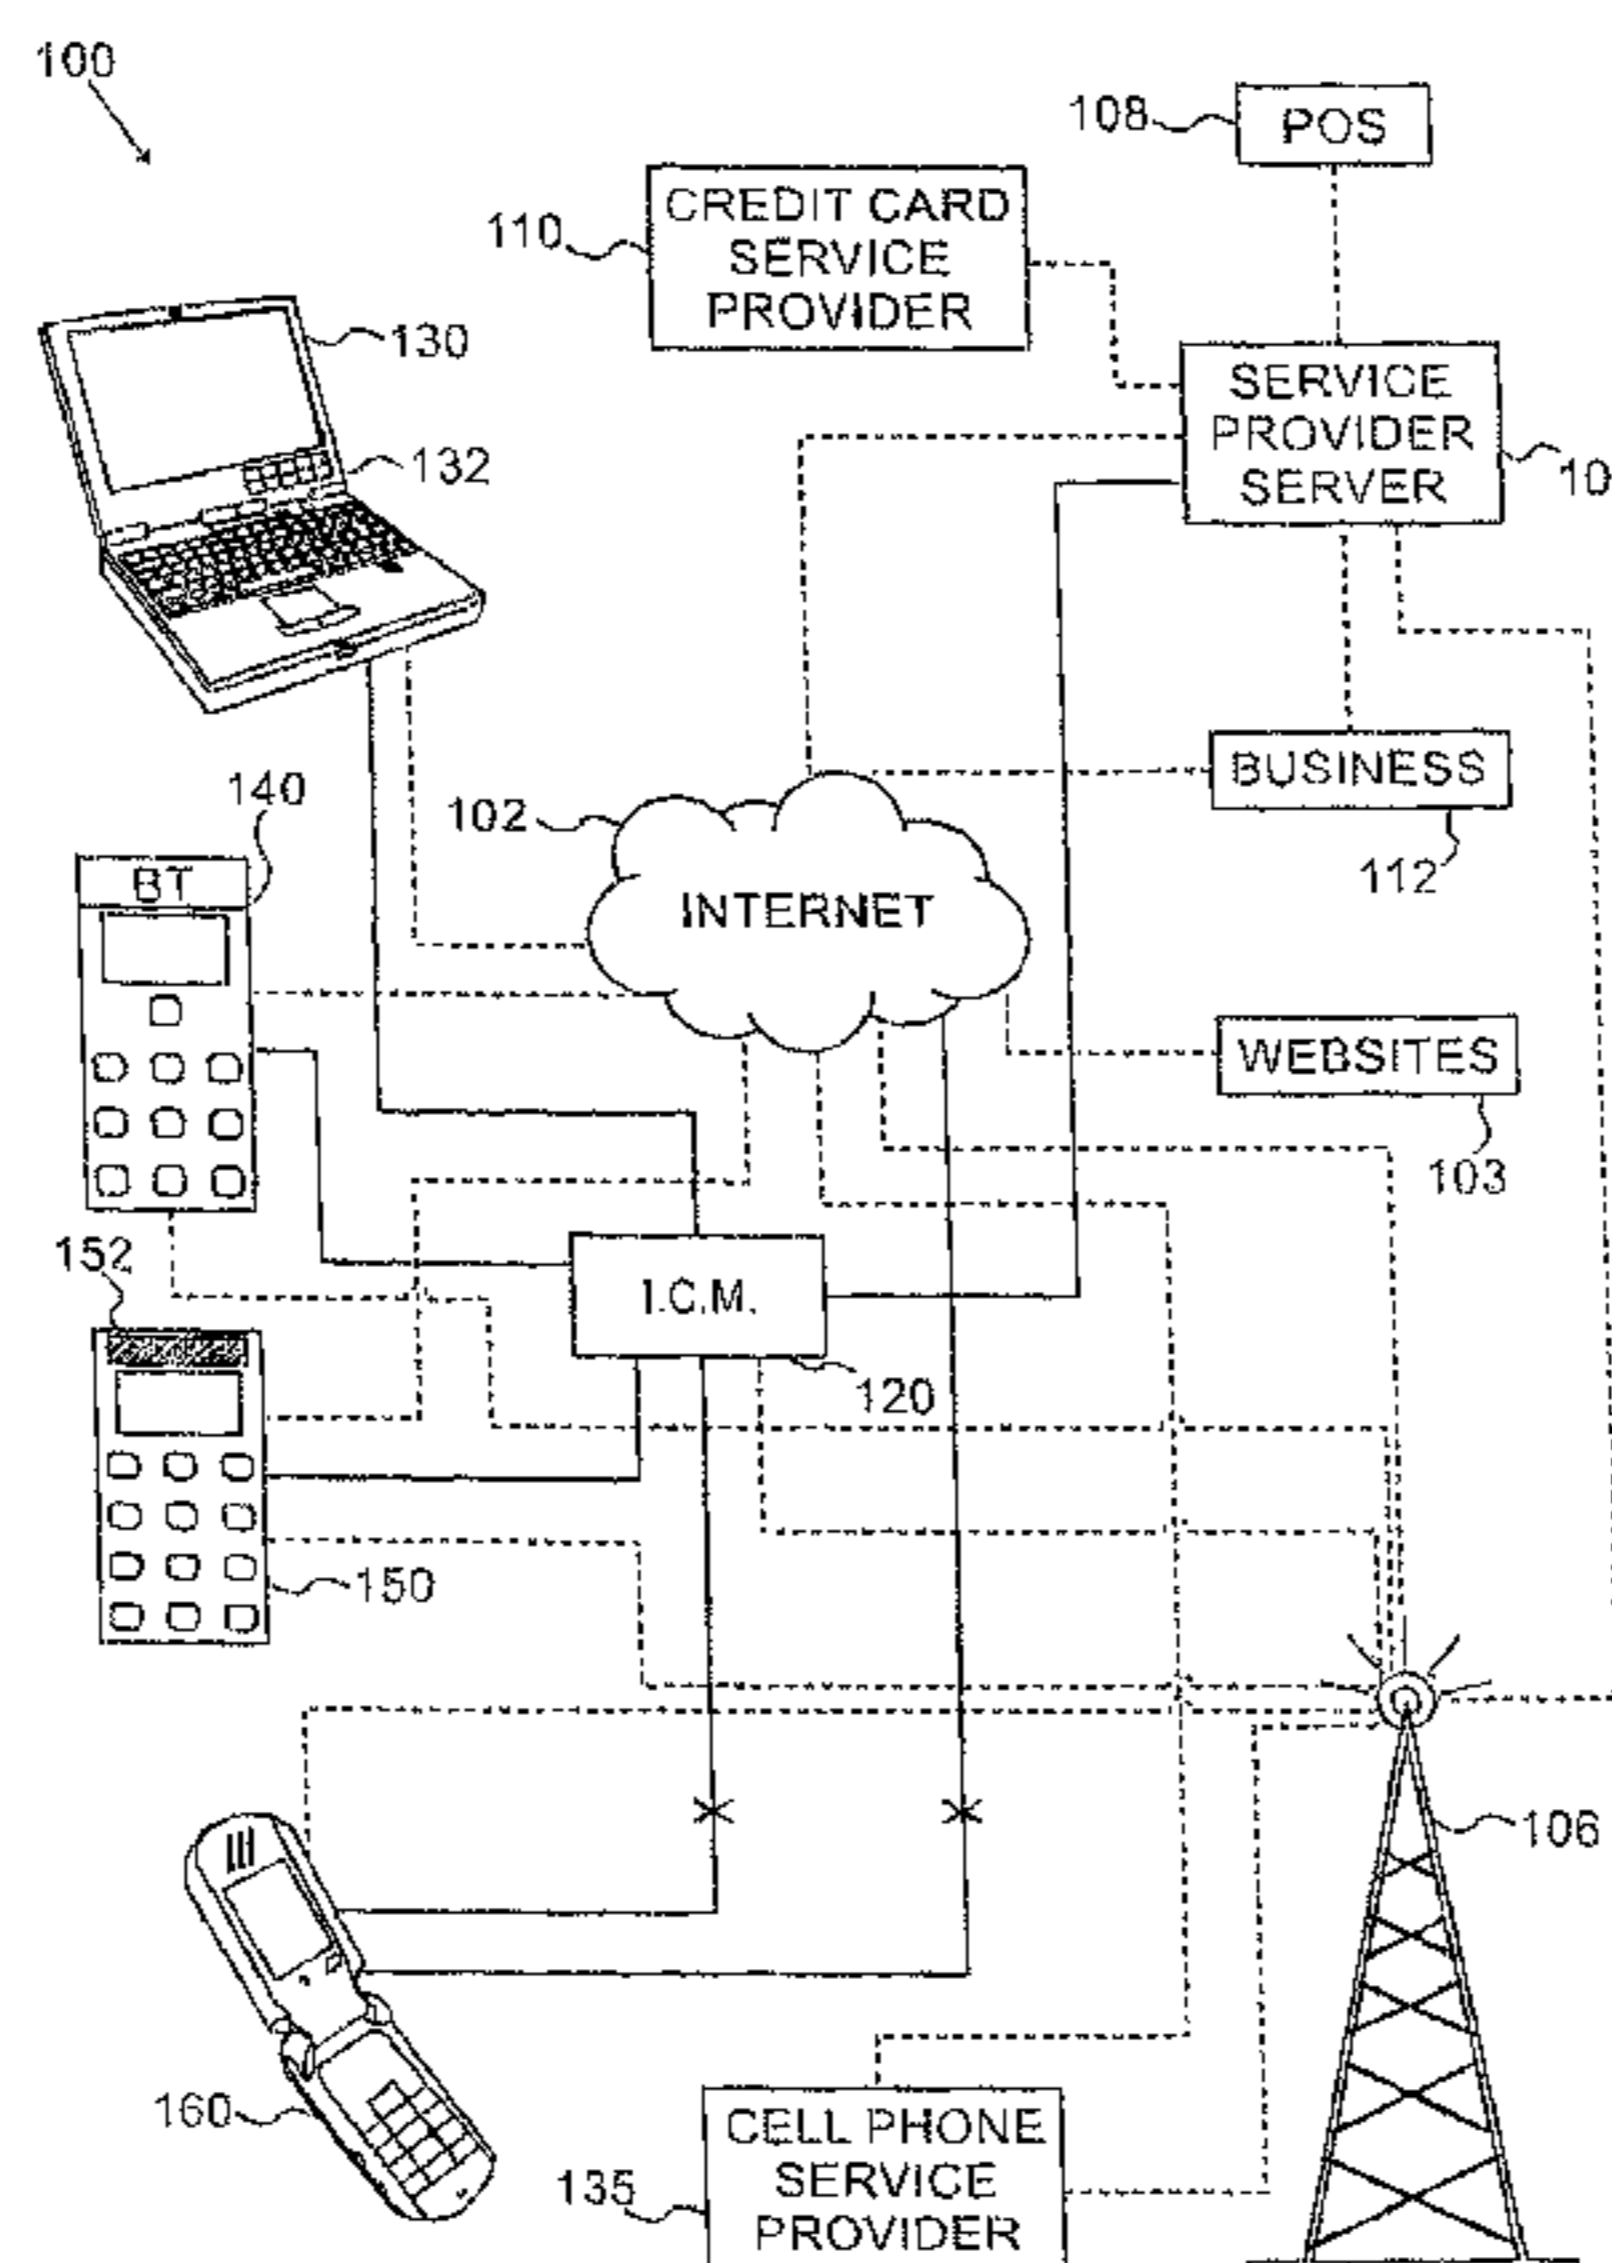 100
108
POS
110
CREDIT CARD
SERVICE
PROVIDER
130
SERVICE
PROVIDER
SERVER
10
132
140
102
BUSINESS
112
BT
INTERNET
WEBSITES
103
152
I.C.M.
120
150
106
160
135
CELL PHONE
SERVICE
PROVIDER